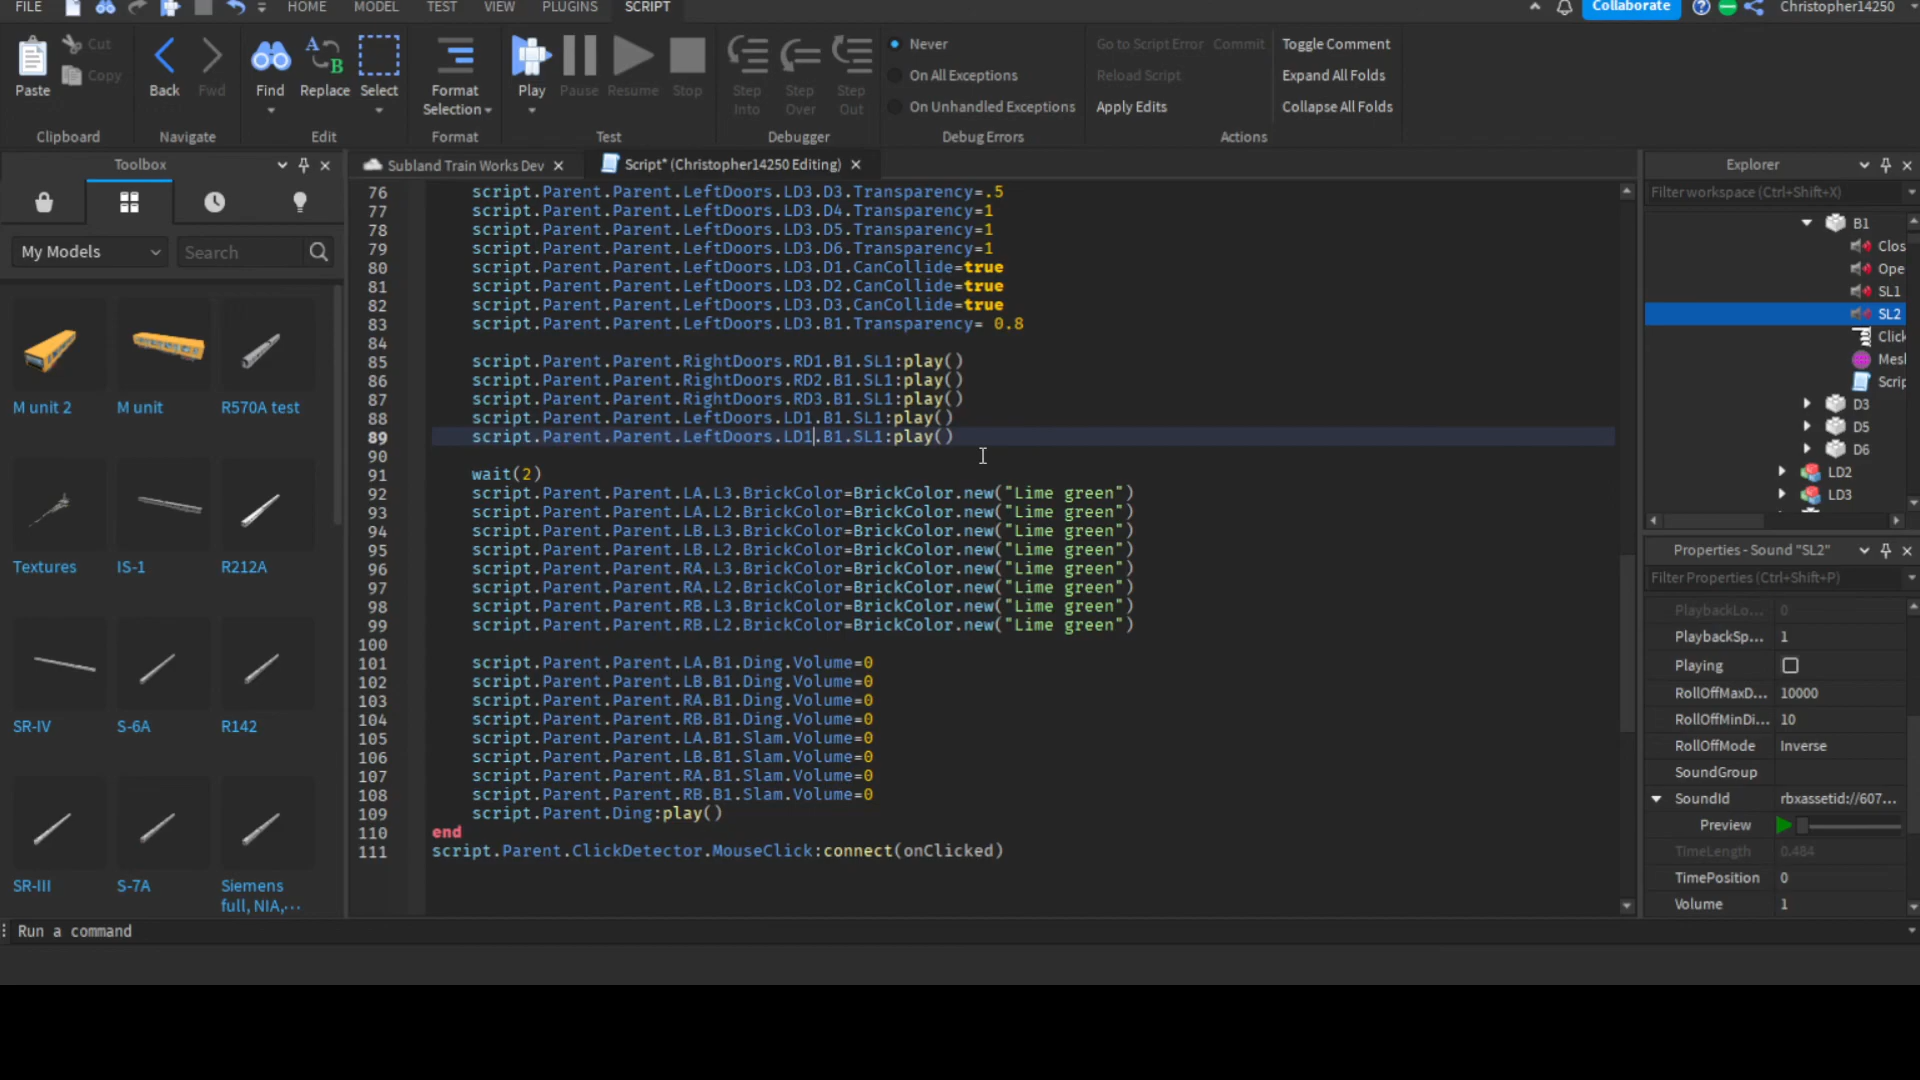 FILE HOME MODEL TEST VIEW PLUGINS SCRIPT Collaborate Christopher14250
Paste Cut Copy Back Fwd Find Replace Select Format Selection Play Pause Resume Stop Step Into Step Over Step Out
Never
On All Exceptions
On Unhandled Exceptions
Go to Script Error Commit
Reload Script
Apply Edits
Toggle Comment
Expand All Folds
Collapse All Folds
Clipboard Navigate Edit Format Test Debugger Debug Errors Actions
Toolbox
My Models Search
M unit 2 M unit R570A test
Textures IS-1 R212A
SR-IV S-6A R142
SR-III S-7A Siemens
full, NIA,...
Subland Train Works Dev Script* (Christopher14250 Editing)
76 script.Parent.Parent.LeftDoors.LD3.D3.Transparency=.5
77 script.Parent.Parent.LeftDoors.LD3.D4.Transparency=1
78 script.Parent.Parent.LeftDoors.LD3.D5.Transparency=1
79 script.Parent.Parent.LeftDoors.LD3.D6.Transparency=1
80 script.Parent.Parent.LeftDoors.LD3.D1.CanCollide=true
81 script.Parent.Parent.LeftDoors.LD3.D2.CanCollide=true
82 script.Parent.Parent.LeftDoors.LD3.D3.CanCollide=true
83 script.Parent.Parent.LeftDoors.LD3.B1.Transparency= 0.8
84
85 script.Parent.Parent.RightDoors.RD1.B1.SL1:play()
86 script.Parent.Parent.RightDoors.RD2.B1.SL1:play()
87 script.Parent.Parent.RightDoors.RD3.B1.SL1:play()
88 script.Parent.Parent.LeftDoors.LD1.B1.SL1:play()
89 script.Parent.Parent.LeftDoors.LD1.B1.SL1:play()
90
91 wait(2)
92 script.Parent.Parent.LA.L3.BrickColor=BrickColor.new("Lime green")
93 script.Parent.Parent.LA.L2.BrickColor=BrickColor.new("Lime green")
94 script.Parent.Parent.LB.L3.BrickColor=BrickColor.new("Lime green")
95 script.Parent.Parent.LB.L2.BrickColor=BrickColor.new("Lime green")
96 script.Parent.Parent.RA.L3.BrickColor=BrickColor.new("Lime green")
97 script.Parent.Parent.RA.L2.BrickColor=BrickColor.new("Lime green")
98 script.Parent.Parent.RB.L3.BrickColor=BrickColor.new("Lime green")
99 script.Parent.Parent.RB.L2.BrickColor=BrickColor.new("Lime green")
100
101 script.Parent.Parent.LA.B1.Ding.Volume=0
102 script.Parent.Parent.LB.B1.Ding.Volume=0
103 script.Parent.Parent.RA.B1.Ding.Volume=0
104 script.Parent.Parent.RB.B1.Ding.Volume=0
105 script.Parent.Parent.LA.B1.Slam.Volume=0
106 script.Parent.Parent.LB.B1.Slam.Volume=0
107 script.Parent.Parent.RA.B1.Slam.Volume=0
108 script.Parent.Parent.RB.B1.Slam.Volume=0
109 script.Parent.Ding:play()
110 end
111 script.Parent.ClickDetector.MouseClick:connect(onClicked)
Explorer
Filter workspace (Ctrl+Shift+X)
B1
Clos
Ope
SL1
SL2
Click
Mesh
Scrip
D3
D5
D6
LD2
LD3
Properties - Sound "SL2"
Filter Properties (Ctrl+Shift+P)
PlaybackLo... 0
PlaybackSp... 1
Playing
RollOffMaxD... 10000
RollOffMinDi... 10
RollOffMode Inverse
SoundGroup
SoundId rbxassetid://607...
Preview
TimeLength 0.484
TimePosition 0
Volume 1
Run a command